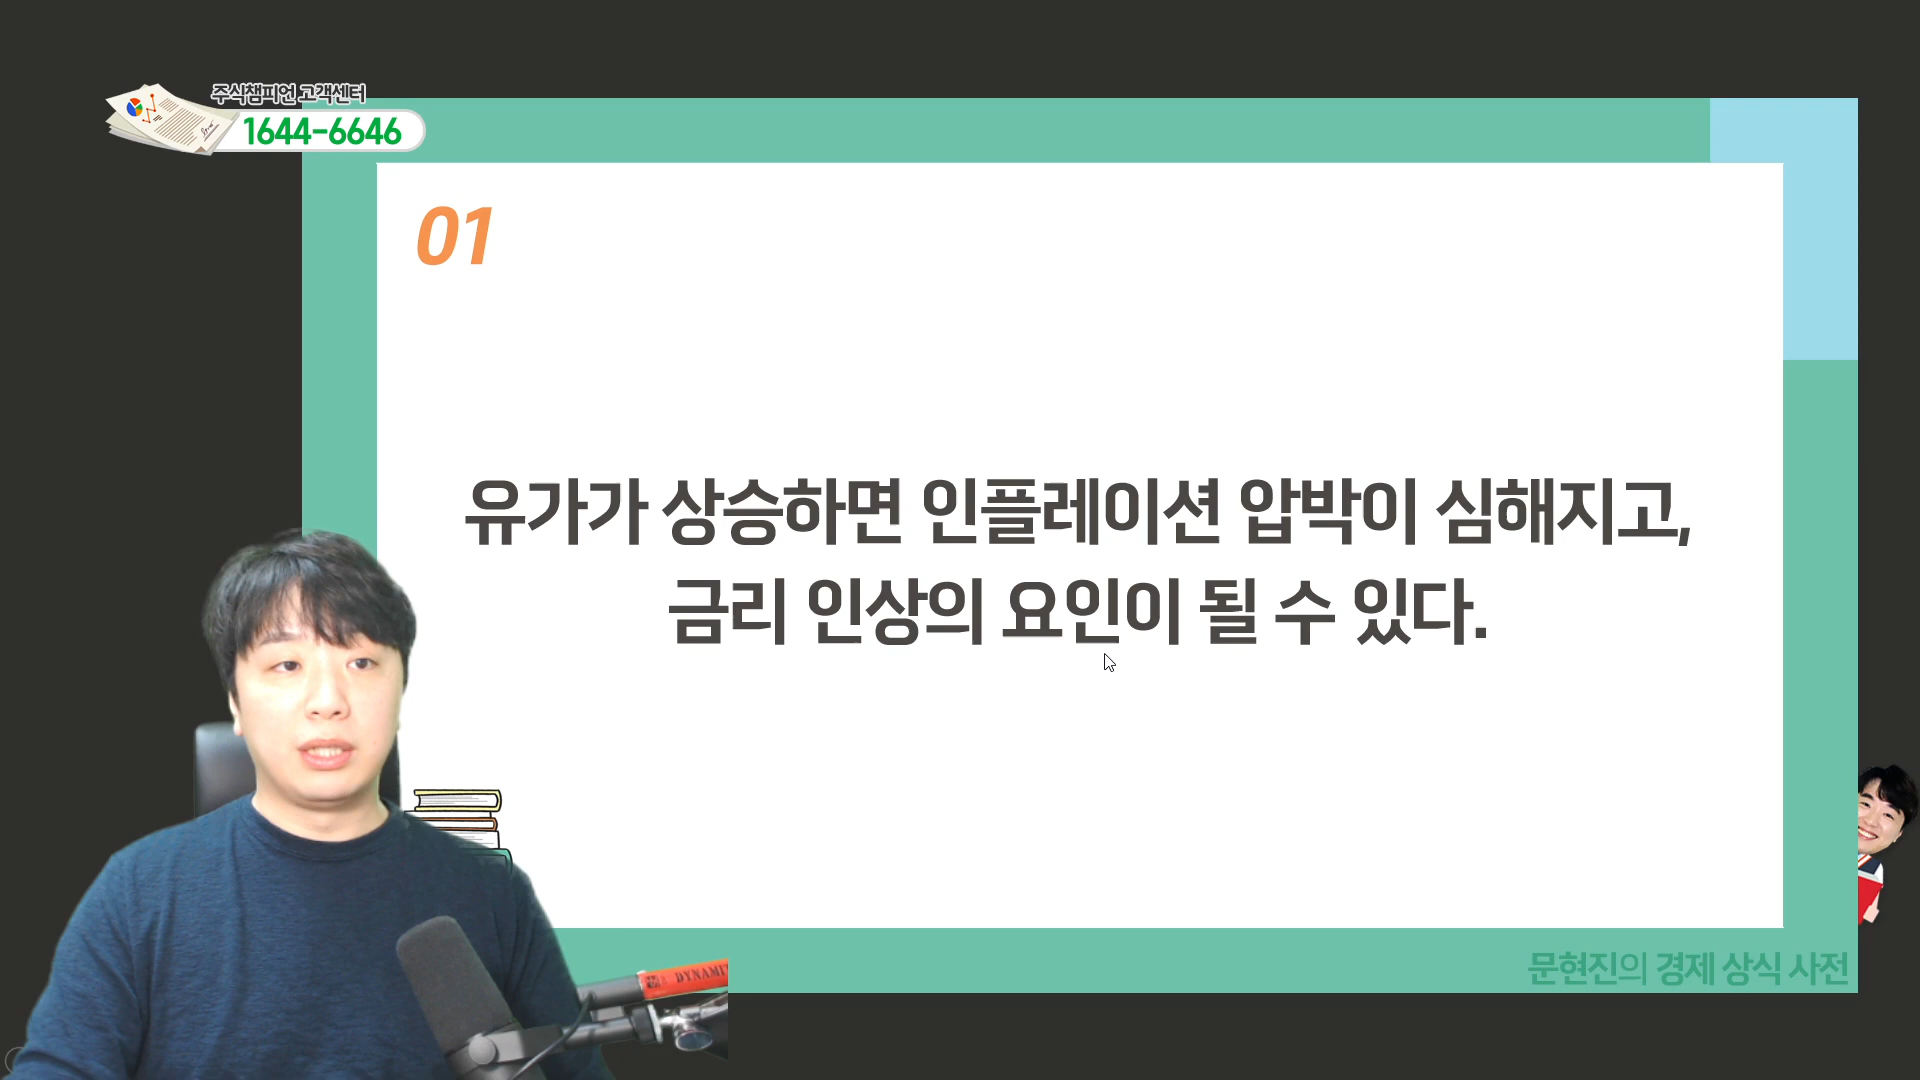 주식챔피언 고객센터
1644-6646
01
유가가 상승하면 인플레이션 압박이 심해지고,
금리 인상의 요인이 될 수 있다.
DYNAMI
문현진의 경제 상식 사전